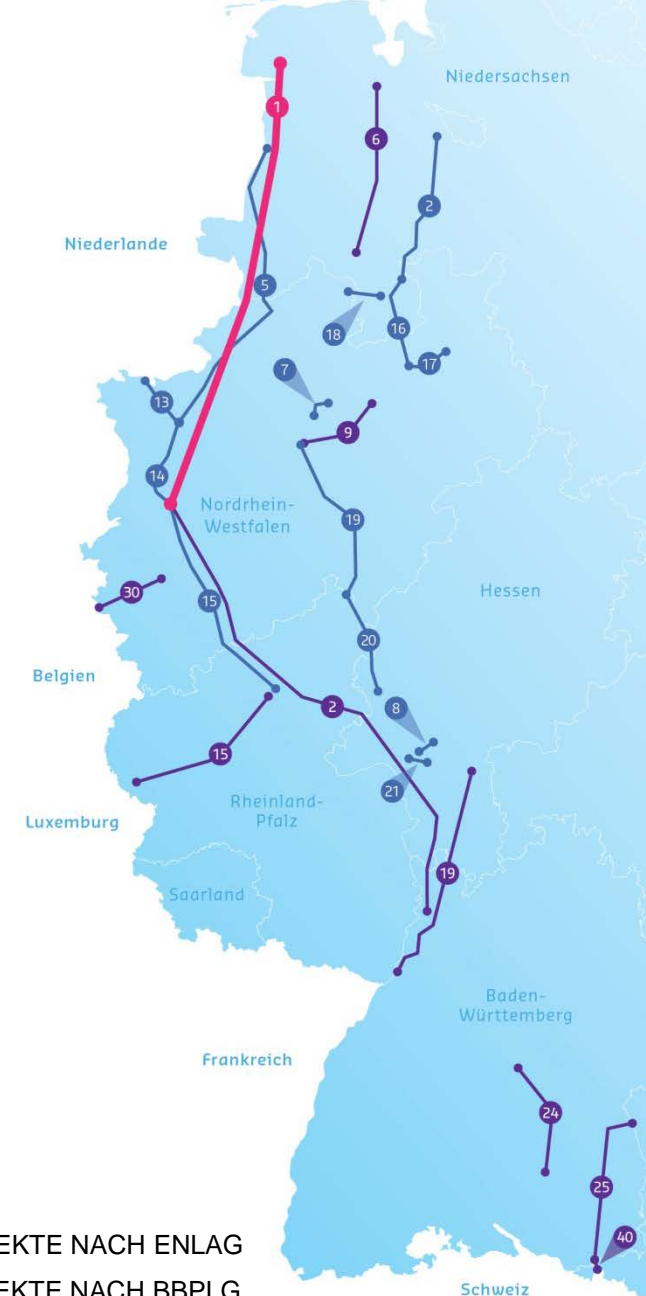 Niedersachsen
1
6
2
Niederlande
5
18
16
17
7
13
9
14
Nordrhein-
Westfalen
19
30
15
Hessen
20
Belgien
2
8
15
21
Rheinland-
Pfalz
Luxemburg
19
Saarland
Baden-
Württemberg
Frankreich
24
25
40
EKTE NACH ENLAG
EKTE NACH BBPLG
Schweiz